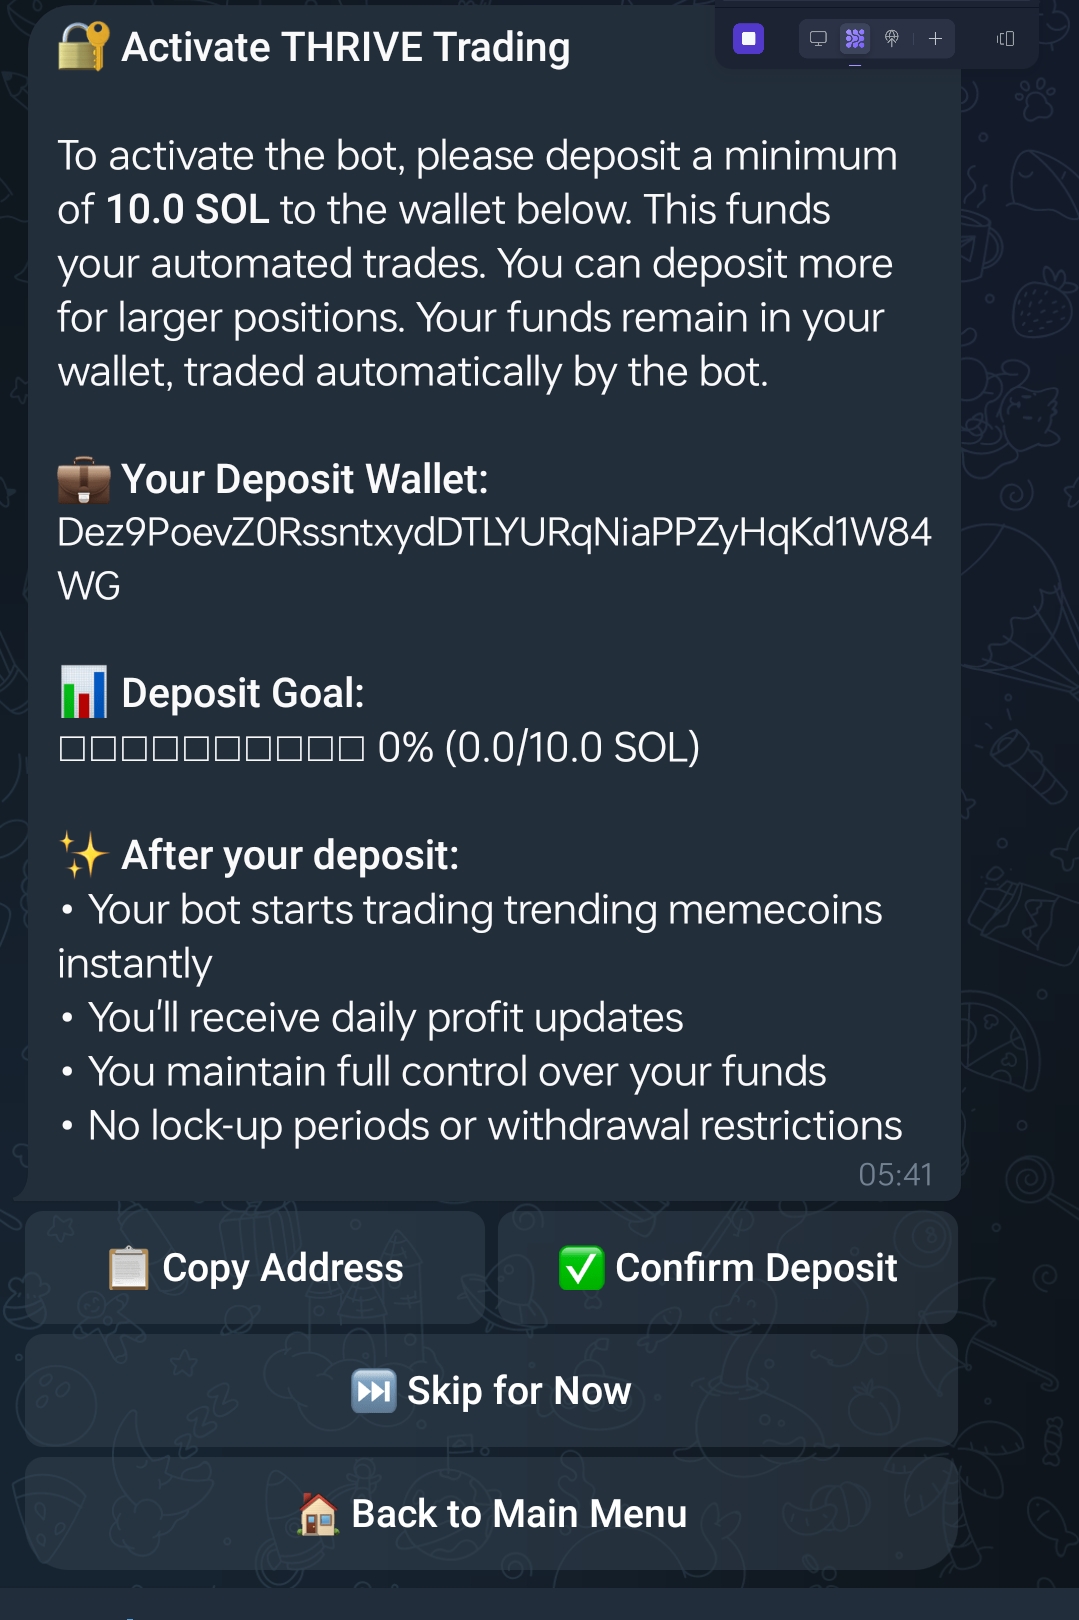 Activate THRIVE Trading
To activate the bot, please deposit a minimum
of 10.0 SOL to the wallet below. This funds
your automated trades. You can deposit more
for larger positions. Your funds remain in your
wallet, traded automatically by the bot.
Your Deposit Wallet:
Dez9PoevZ0RssntxydDTLYURqNiaPPZyHqKd1W84
WG
Deposit Goal:
□□□□□□□□□□ 0% (0.0/10.0 SOL)
After your deposit:
• Your bot starts trading trending memecoins
instantly
• You'll receive daily profit updates
• You maintain full control over your funds
• No lock-up periods or withdrawal restrictions
05:41
Copy Address
Confirm Deposit
Skip for Now
Back to Main Menu